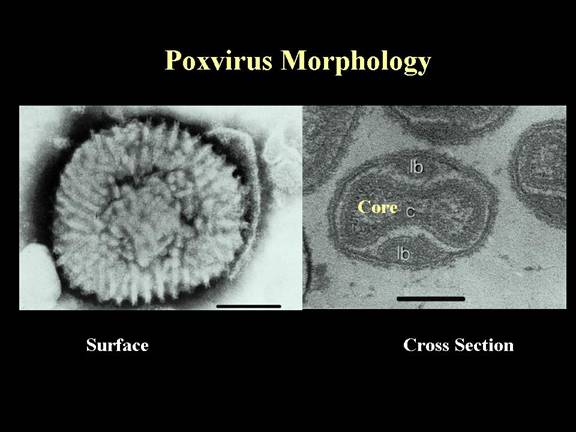 Poxvirus Morphology
lb
Core c
lb
Surface
Cross Section